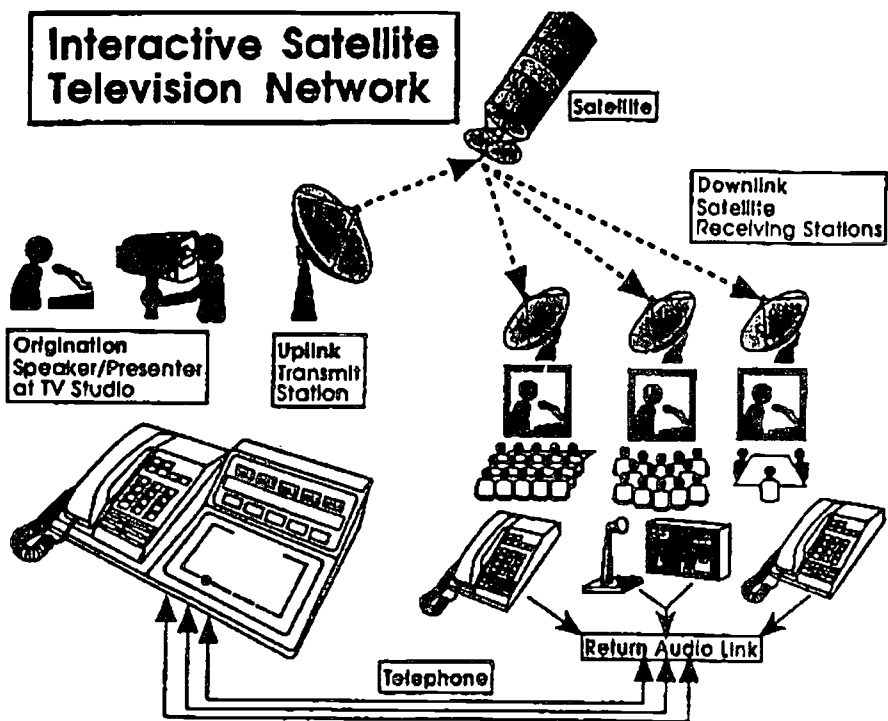 Interactive Satellite
Television Network
Satellite
Downlink
Satellite
Receiving Stations
Origination
Speaker/Presenter
at TV Studio
Uplink
Transmit
Station
Return Audio Link
Telephone